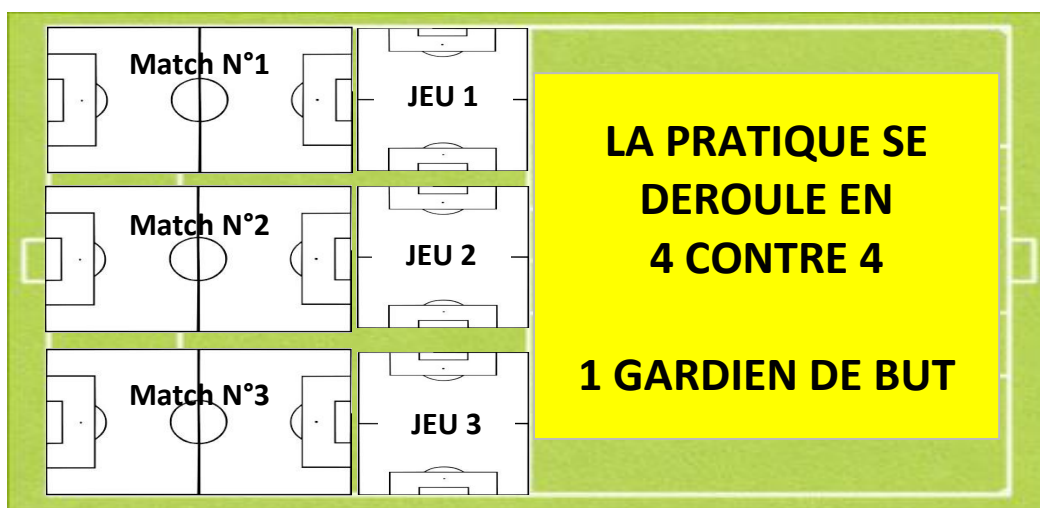 Match N°1
JEU 1
Match N°2
JEU 2
Match N°3
JEU 3
LA PRATIQUE SE
DEROULE EN
4 CONTRE 4
1 GARDIEN DE BUT